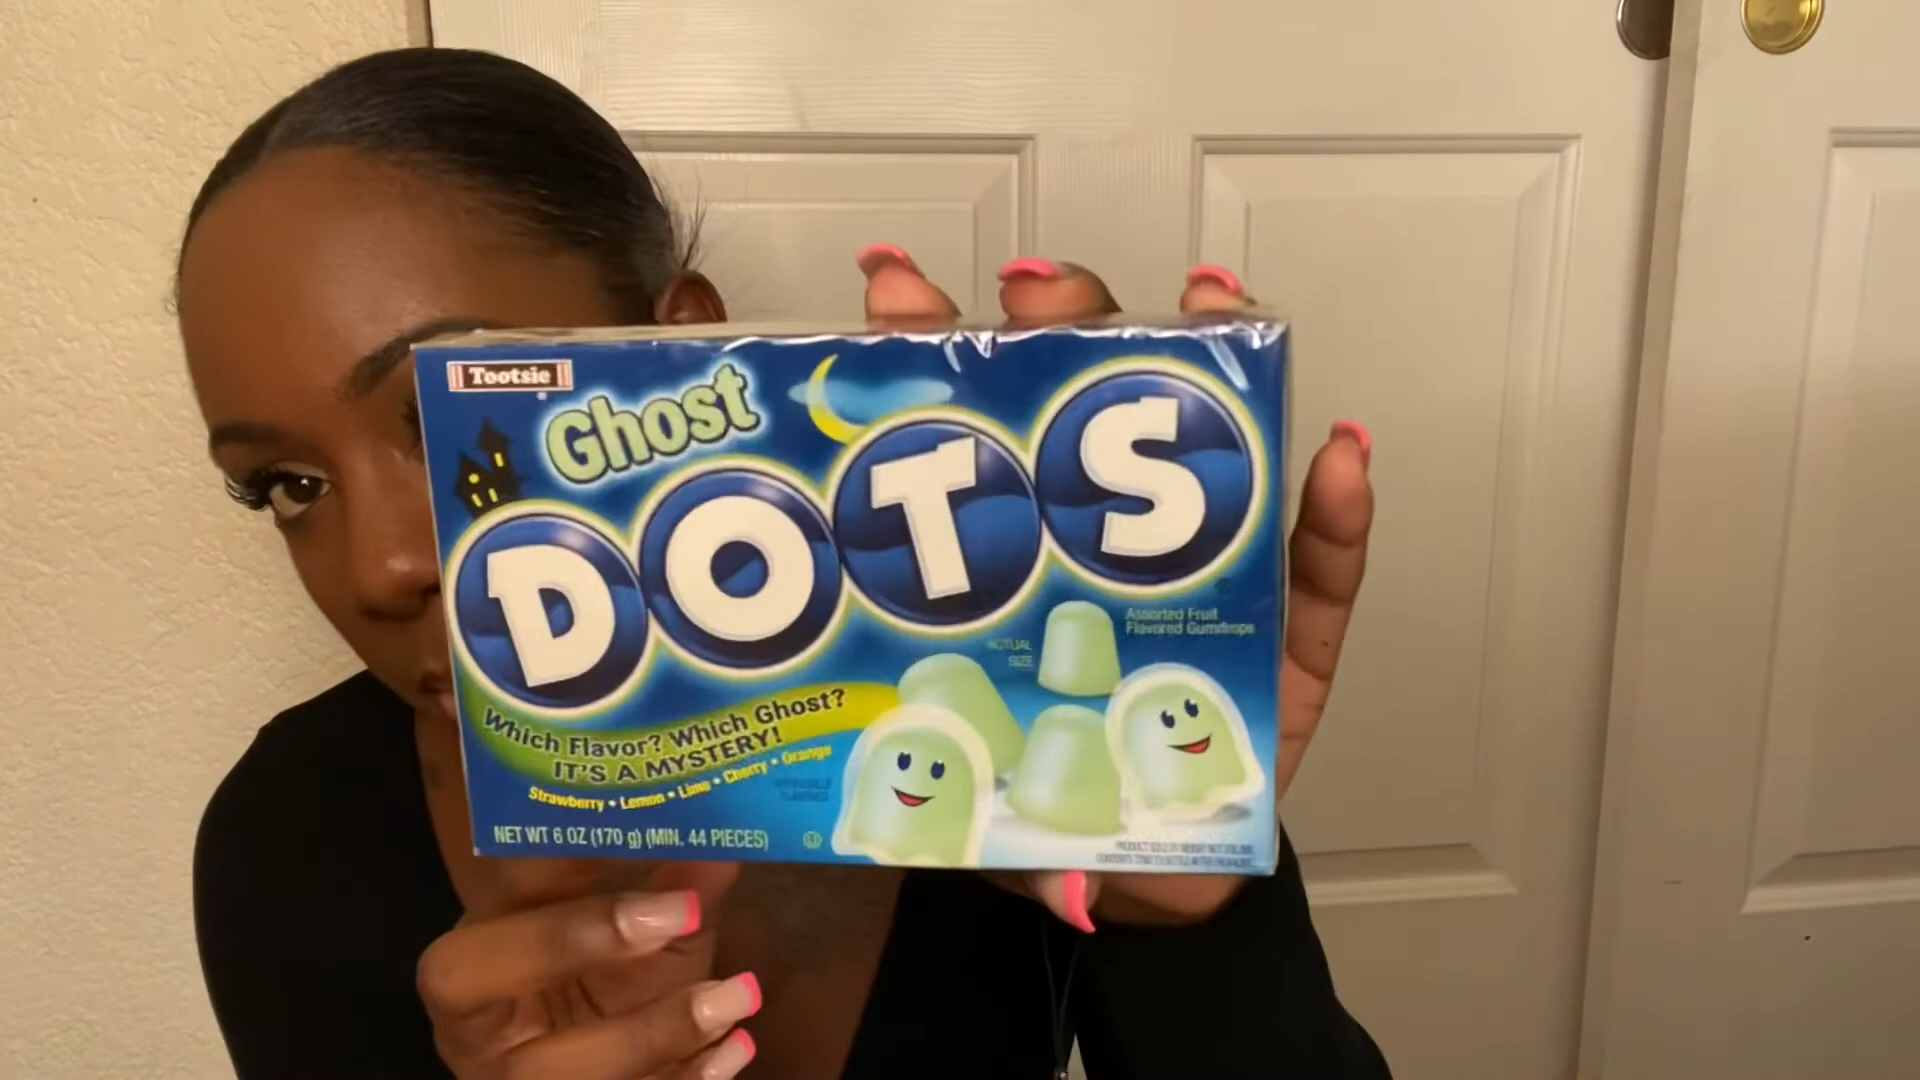 Tootsie
Ghost
DOTS
Assorted Fruit
Flavored Gumdrops
ACTUAL
SIZE
Which Flavor? Which Ghost?
IT'S A MYSTERY!
Strawberry • Lemon • Lime • Cherry • Orange
NET WT 6 OZ (170 g) (MIN. 44 PIECES)